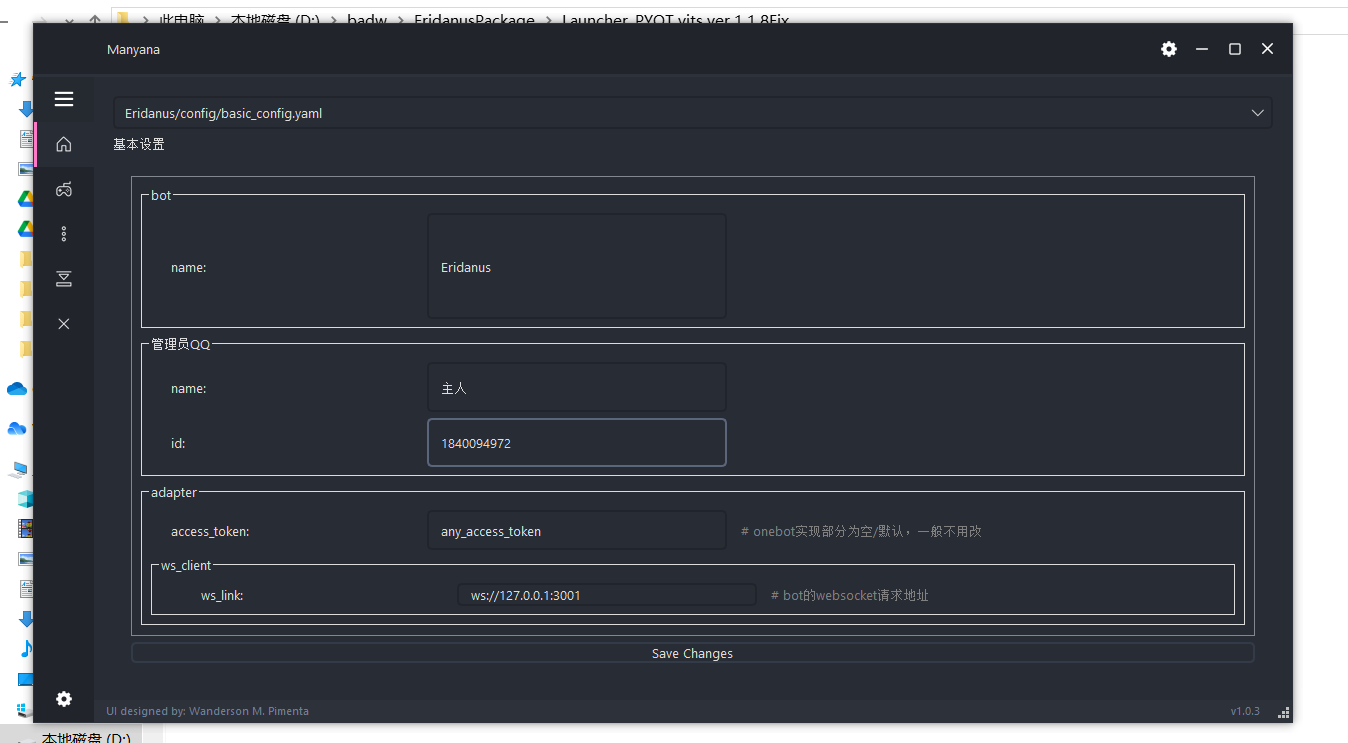 此电脑 本地磁盘 (D:) badw EridanusPackage Launcher_PYQT vits ver 1.1.8Fix
Manyana
Eridanus/config/basic_config.yaml
基本设置
bot
name: Eridanus
管理员QQ
name: 主人
id: 1840094972
adapter
access_token: any_access_token # onebot实现部分为空/默认，一般不用改
ws_client
ws_link: ws://127.0.0.1:3001 # bot的websocket请求地址
Save Changes
UI designed by: Wanderson M. Pimenta v1.0.3
本地磁盘 (D:)